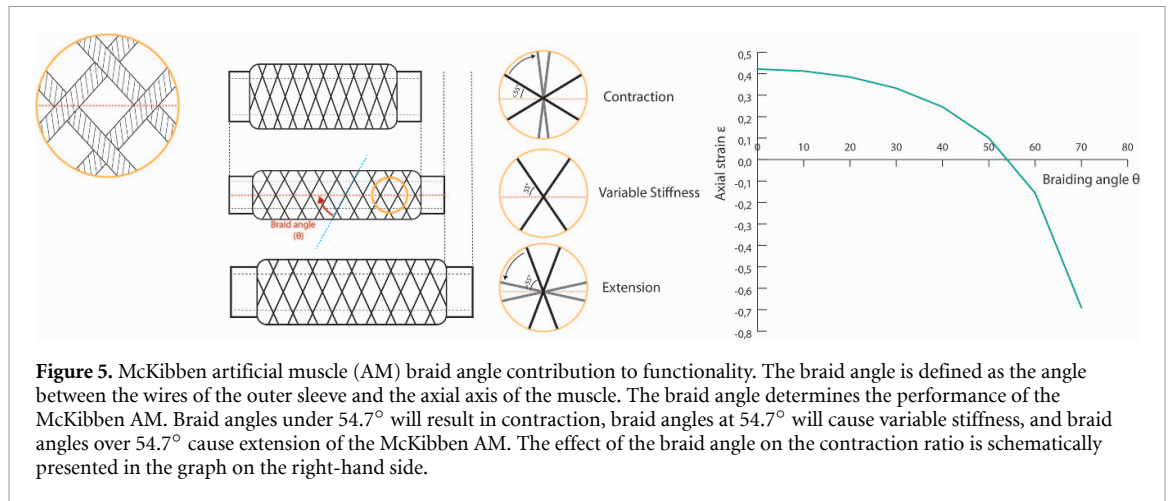 Braid angle
(θ)
<55°
Contraction
55°
Variable Stiffness
>55°
Extension
Axial strain ε
0,5
0,4
0,3
0,2
0,1
0,0
-0,1
-0,2
-0,3
-0,4
-0,5
-0,6
-0,7
-0,8
0 10 20 30 40 50 60 70 80
Braiding angle θ
Figure 5. McKibben artificial muscle (AM) braid angle contribution to functionality. The braid angle is defined as the angle
between the wires of the outer sleeve and the axial axis of the muscle. The braid angle determines the performance of the
McKibben AM. Braid angles under 54.7° will result in contraction, braid angles at 54.7° will cause variable stiffness, and braid
angles over 54.7° cause extension of the McKibben AM. The effect of the braid angle on the contraction ratio is schematically
presented in the graph on the right-hand side.